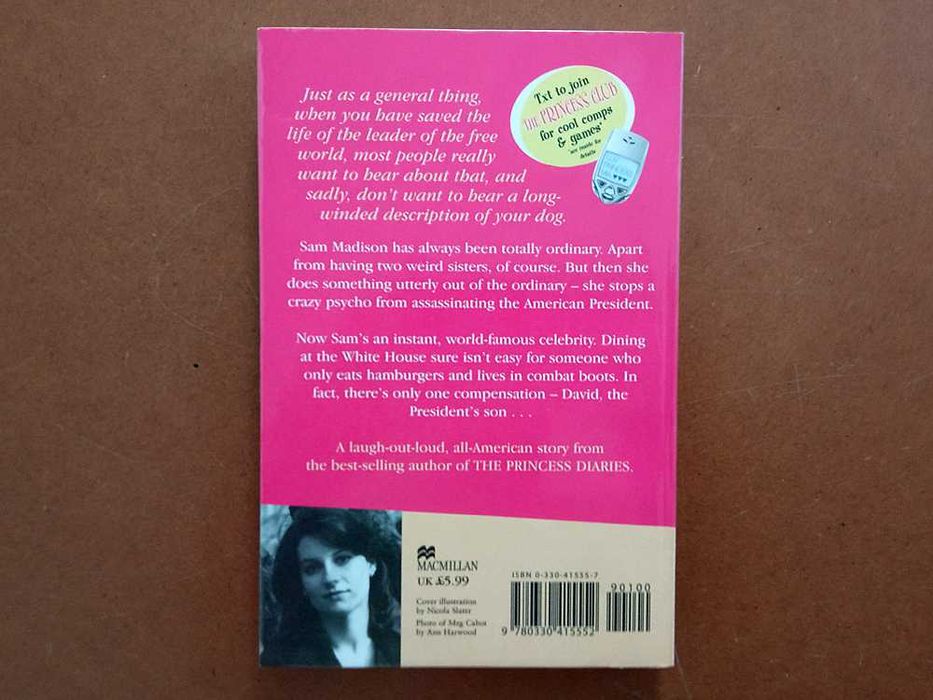 Just as a general thing,
when you have saved the
life of the leader of the free
world, most people really
want to hear about that, and
sadly, don't want to hear a long-
winded description of your dog.
Txt to join
THE PRINCESS CLUB
for cool comps
& games*
*see inside for
details
Sam Madison has always been totally ordinary. Apart
from having two weird sisters, of course. But then she
does something utterly out of the ordinary – she stops a
crazy psycho from assassinating the American President.
Now Sam's an instant, world-famous celebrity. Dining
at the White House sure isn't easy for someone who
only eats hamburgers and lives in combat boots. In
fact, there's only one compensation – David, the
President's son . . .
A laugh-out-loud, all-American story from
the best-selling author of THE PRINCESS DIARIES.
MACMILLAN
UK £5.99
Cover illustration
by Nicola Slater
Photo of Meg Cabot
by Ann Harwood
ISBN 0-330-41555-7
90100
9 780330 415552